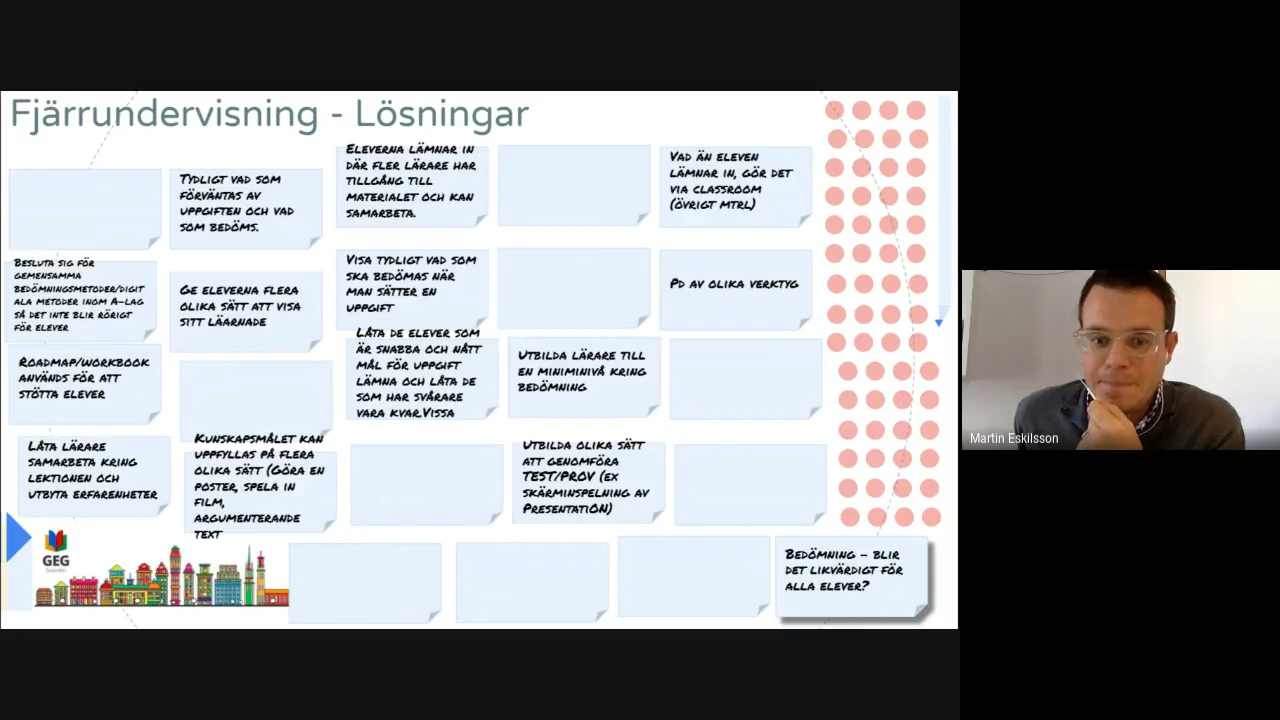 Fjärrundervisning - Lösningar
TYDLIGT VAD SOM
FÖRVÄNTAS AV
UPPGIFTEN OCH VAD
SOM BEDÖMS.
ELEVERNA LÄMNAR IN
DÄR FLER LÄRARE HAR
TILLGÅNG TILL
MATERIALET OCH KAN
SAMARBETA.
VAD ÄN ELEVEN
LÄMNAR IN, GÖR DET
VIA CLASSROOM
(ÖVRIGT MTRL)
BESLUTA SIG FÖR
GEMENSAMMA
BEDÖMNINGSMETODER/DIGIT
ALA METODER INOM A-LAG
SÅ DET INTE BLIR RÖRIGT
FÖR ELEVER
GE ELEVERNA FLERA
OLIKA SÄTT ATT VISA
SITT LÄARNADE
VISA TYDLIGT VAD SOM
SKA BEDÖMAS NÄR
MAN SÄTTER EN
UPPGIFT
PD AV OLIKA VERKTYG
ROADMAP/WORKBOOK
ANVÄNDS FÖR ATT
STÖTTA ELEVER
LÅTA DE ELEVER SOM
ÄR SNABBA OCH NÅTT
MÅL FÖR UPPGIFT
LÄMNA OCH LÅTA DE
SOM HAR SVÅRARE
VARA KVAR.VISSA
UTBILDA LÄRARE TILL
EN MINIMINIVÅ KRING
BEDÖMNING
LÅTA LÄRARE
SAMARBETA KRING
LEKTIONEN OCH
UTBYTA ERFARENHETER
KUNSKAPSMÅLET KAN
UPPFYLLAS PÅ FLERA
OLIKA SÄTT (GÖRA EN
POSTER, SPELA IN
FILM,
ARGUMENTERANDE
TEXT
UTBILDA OLIKA SÄTT
ATT GENOMFÖRA
TEST/PROV (EX
SKÄRMINSPELNING AV
PRESENTATION)
BEDÖMNING – BLIR
DET LIKVÄRDIGT FÖR
ALLA ELEVER?
GEG
Sweden
Martin Eskilsson